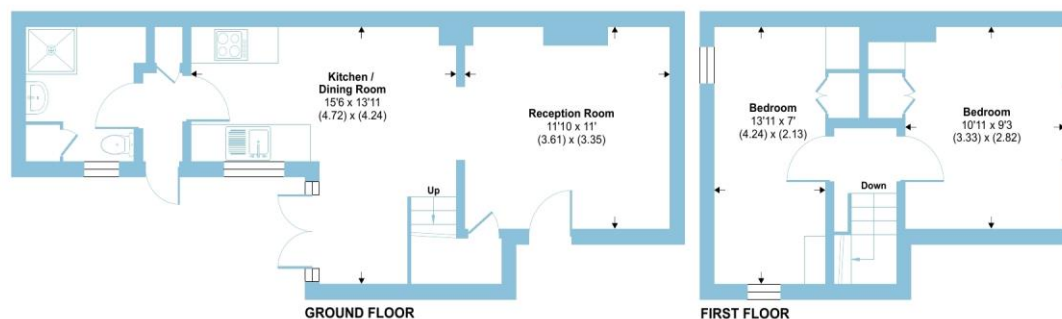 Kitchen /
Dining Room
15'6 x 13'11
(4.72) x (4.24)
Reception Room
11'10 x 11'
(3.61) x (3.35)
Up
GROUND FLOOR
Bedroom
13'11 x 7'
(4.24) x (2.13)
Bedroom
10'11 x 9'3
(3.33) x (2.82)
Down
FIRST FLOOR